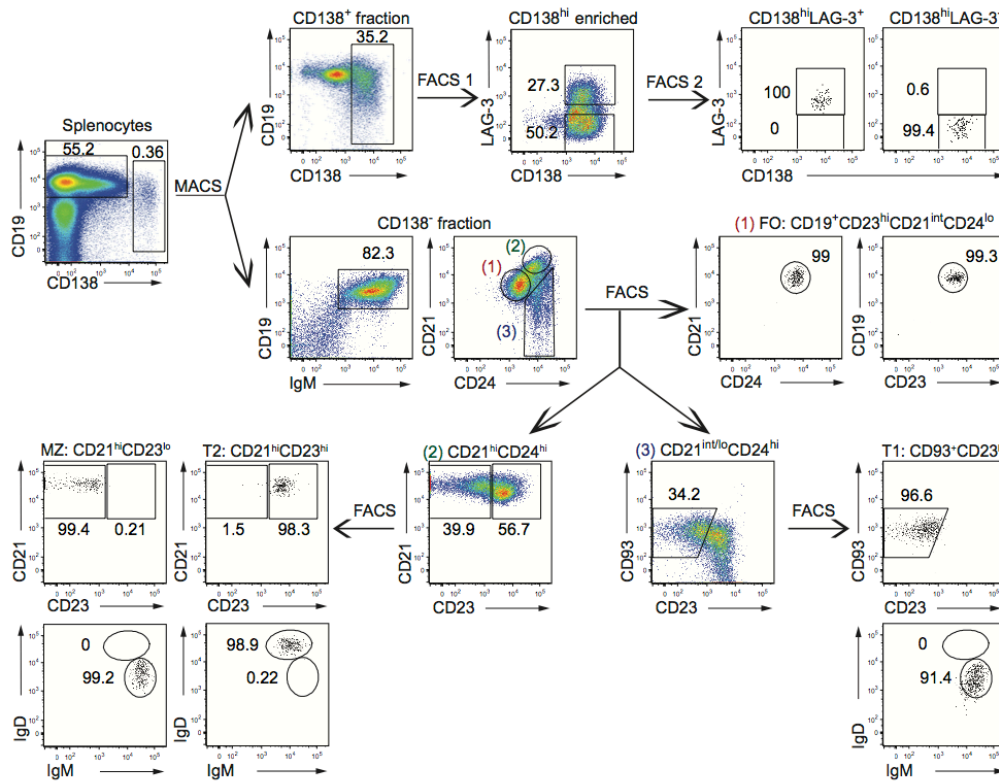 CD138+ fraction
35.2
CD19
CD138
FACS 1
CD138hi enriched
27.3
50.2
LAG-3
CD138
FACS 2
CD138hiLAG-3+
100
0
LAG-3
CD138
CD138hiLAG-3-
0.6
99.4
Splenocytes
55.2
0.36
CD19
CD138
MACS
CD138- fraction
82.3
CD19
IgM
(1)
(2)
(3)
CD21
CD24
FACS
(1) FO: CD19+CD23hiCD21intCD24lo
99
CD21
CD24
99.3
CD19
CD23
MZ: CD21hiCD23lo
99.4
0.21
CD21
CD23
T2: CD21hiCD23hi
1.5
98.3
CD21
CD23
FACS
(2) CD21hiCD24hi
39.9
56.7
CD21
CD23
(3) CD21int/loCD24hi
34.2
CD93
CD23
FACS
T1: CD93+CD23
96.6
CD93
CD23
0
99.2
IgD
IgM
98.9
0.22
IgD
IgM
0
91.4
IgD
IgM